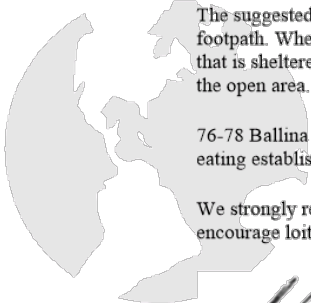 The suggested
footpath. Whe
that is sheltere
the open area.
76-78 Ballina
eating establis
We strongly re
encourage loit